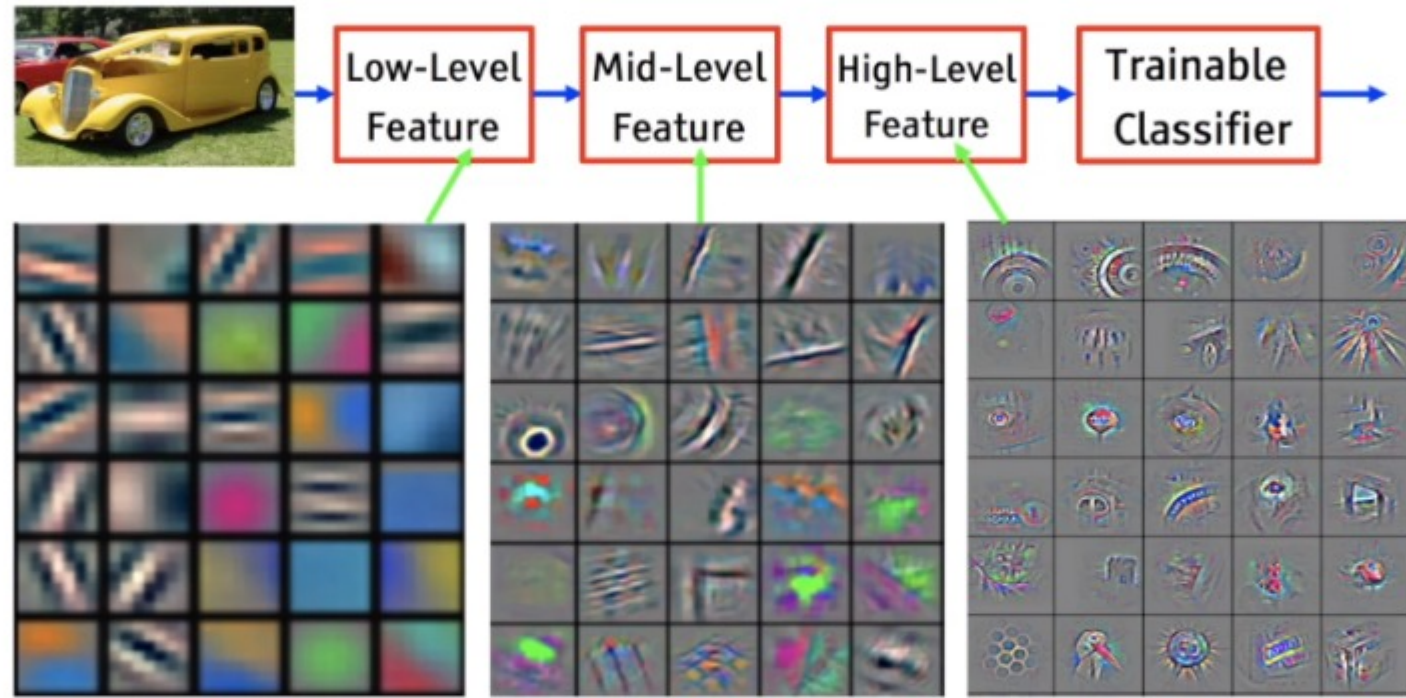 Low-Level
Feature
Mid-Level
Feature
High-Level
Feature
Trainable
Classifier